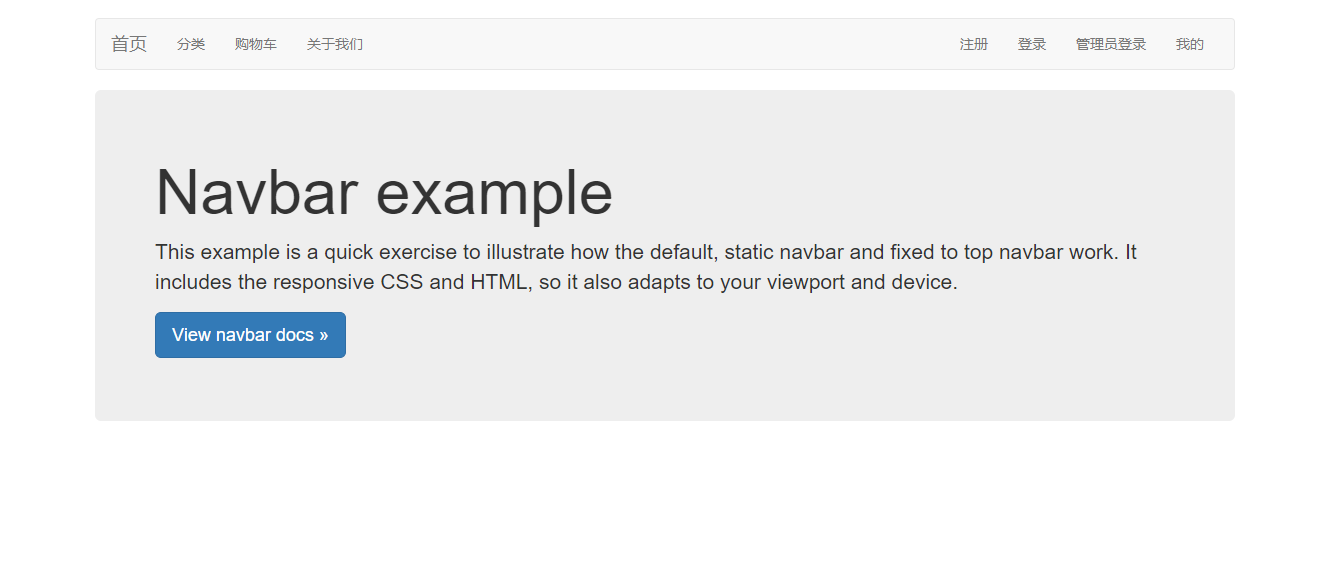 首页 分类 购物车 关于我们 注册 登录 管理员登录 我的
Navbar example
This example is a quick exercise to illustrate how the default, static navbar and fixed to top navbar work. It
includes the responsive CSS and HTML, so it also adapts to your viewport and device.
View navbar docs »